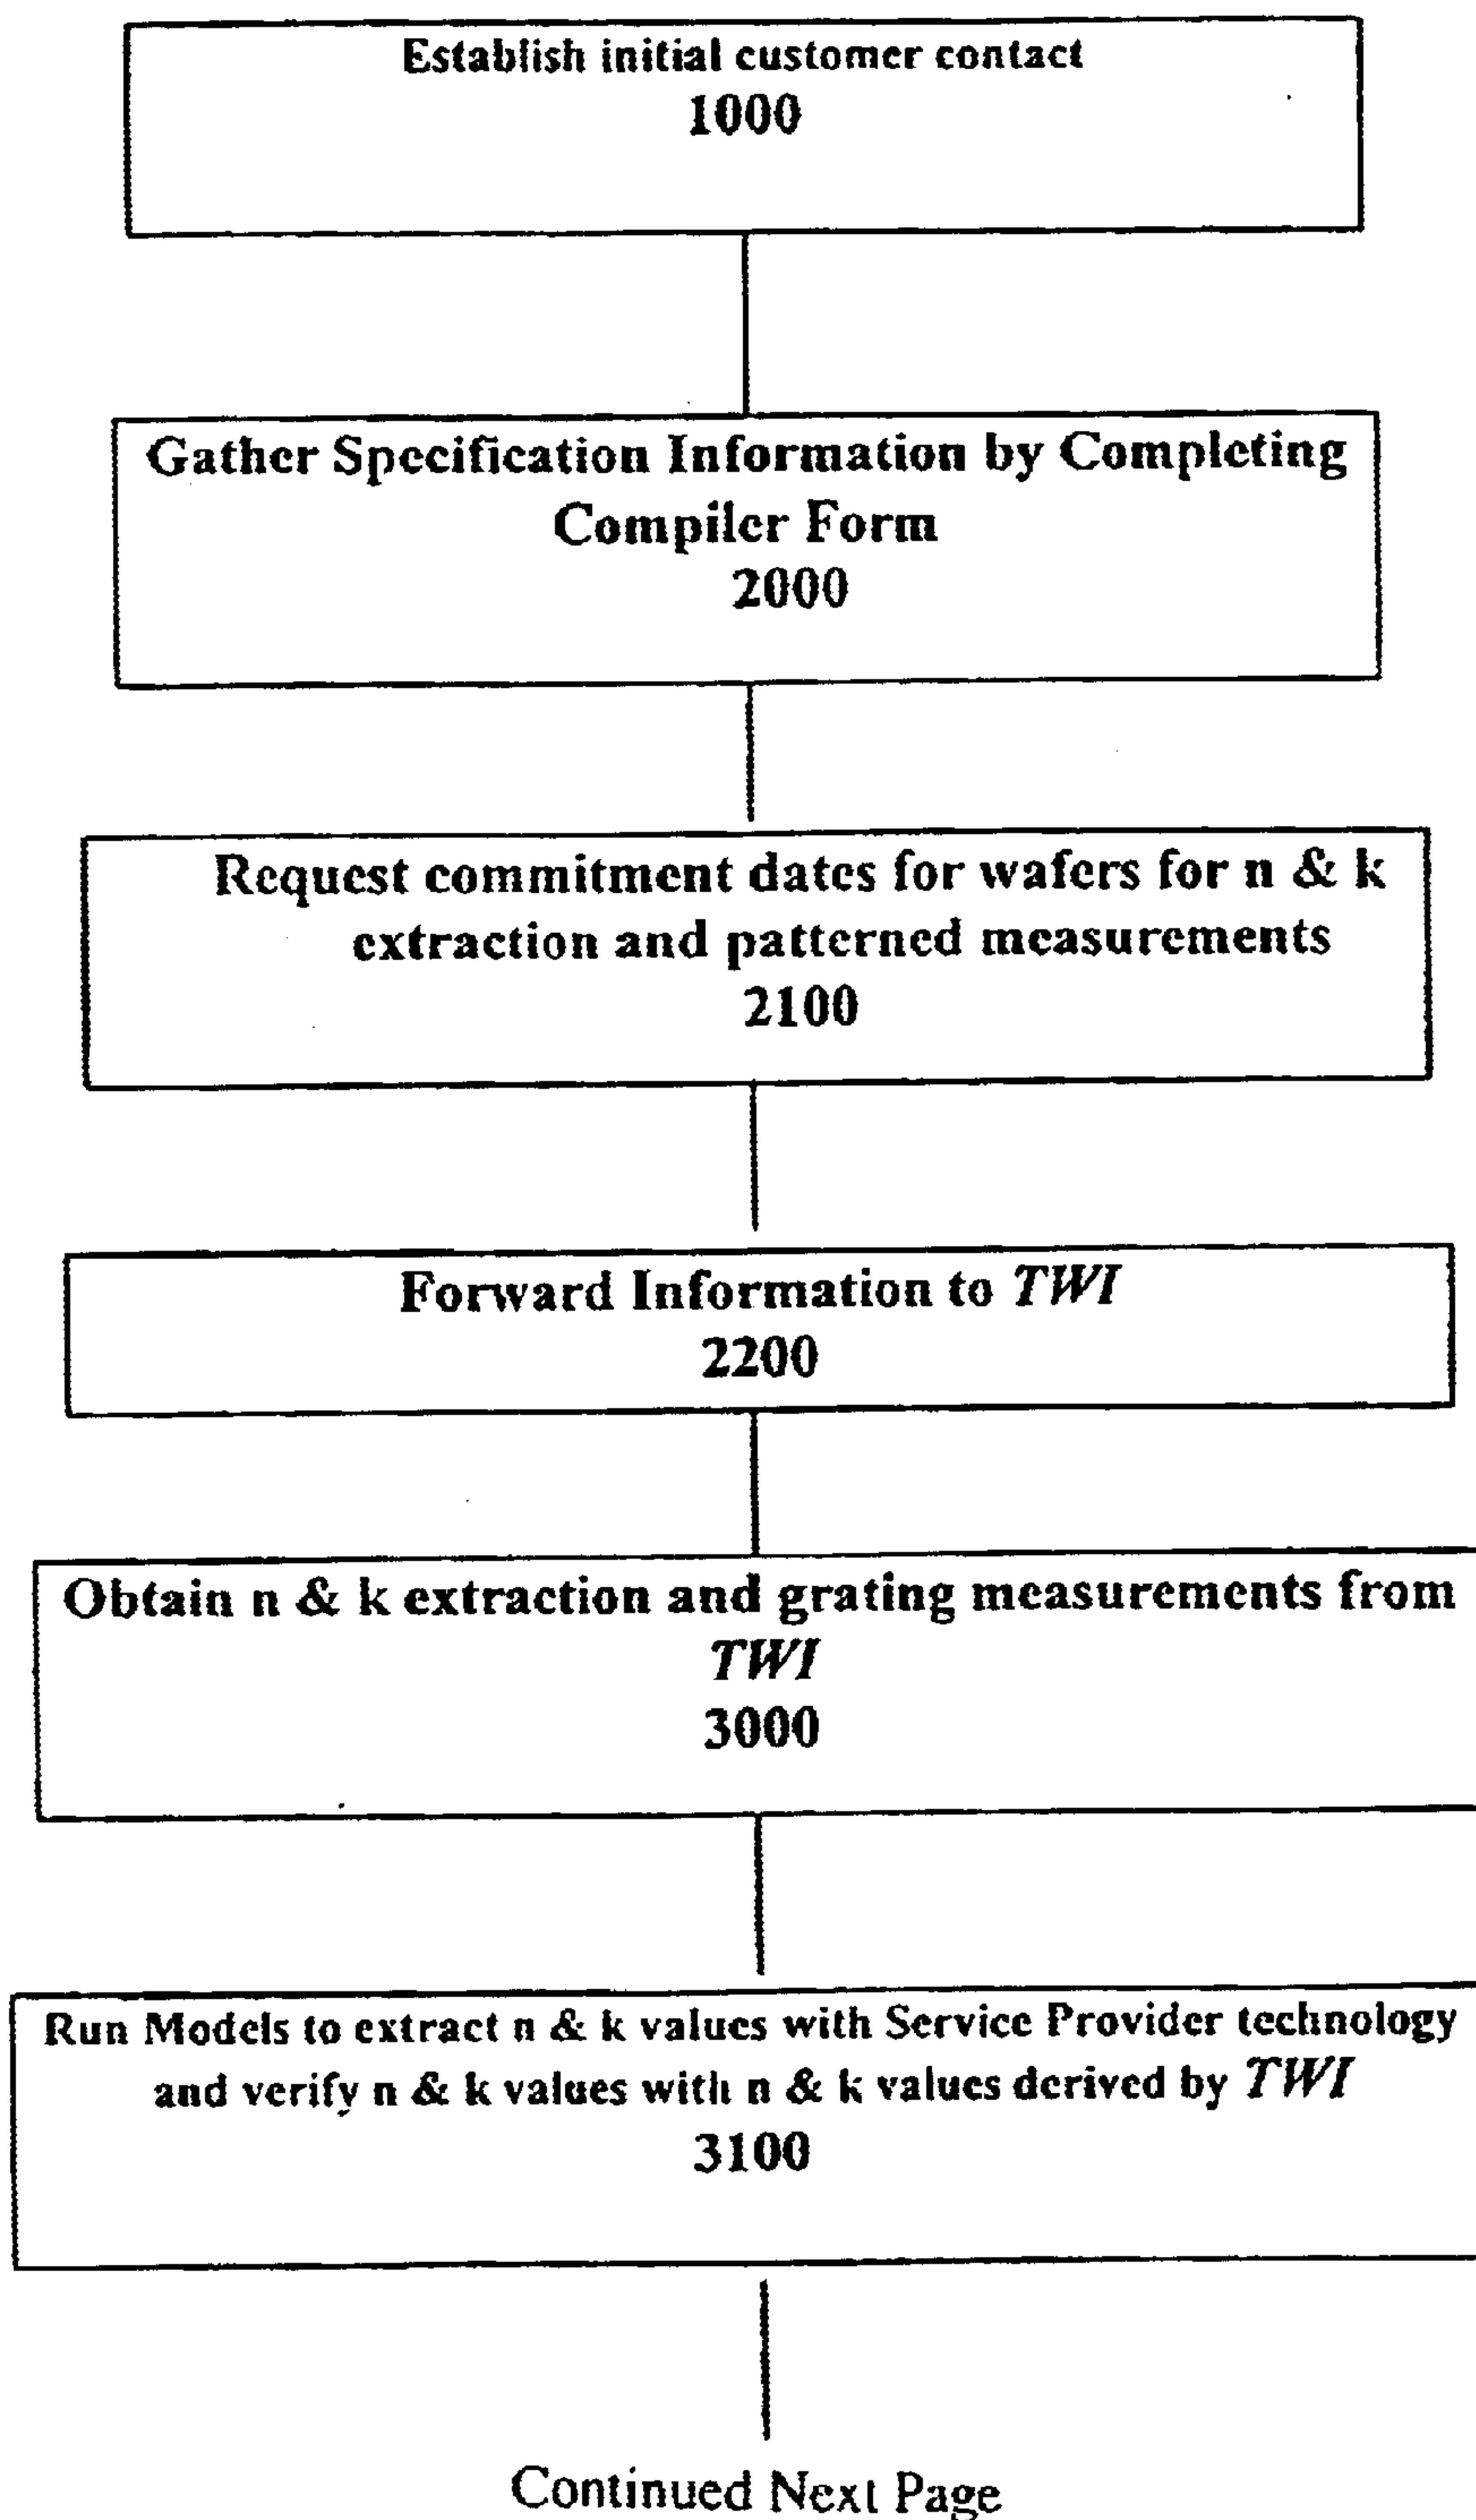 Establish initial customer contact
1000
Gather Specification Information by Completing
Compiler Form
2000
Request commitment dates for wafers for n & k
extraction and patterned measurements
2100
Forward Information to TWI
2200
Obtain n & k extraction and grating measurements from
TWI
3000
Run Models to extract n & k values with Service Provider technology
and verify n & k values with n & k values derived by TWI
3100
Continued Next Page